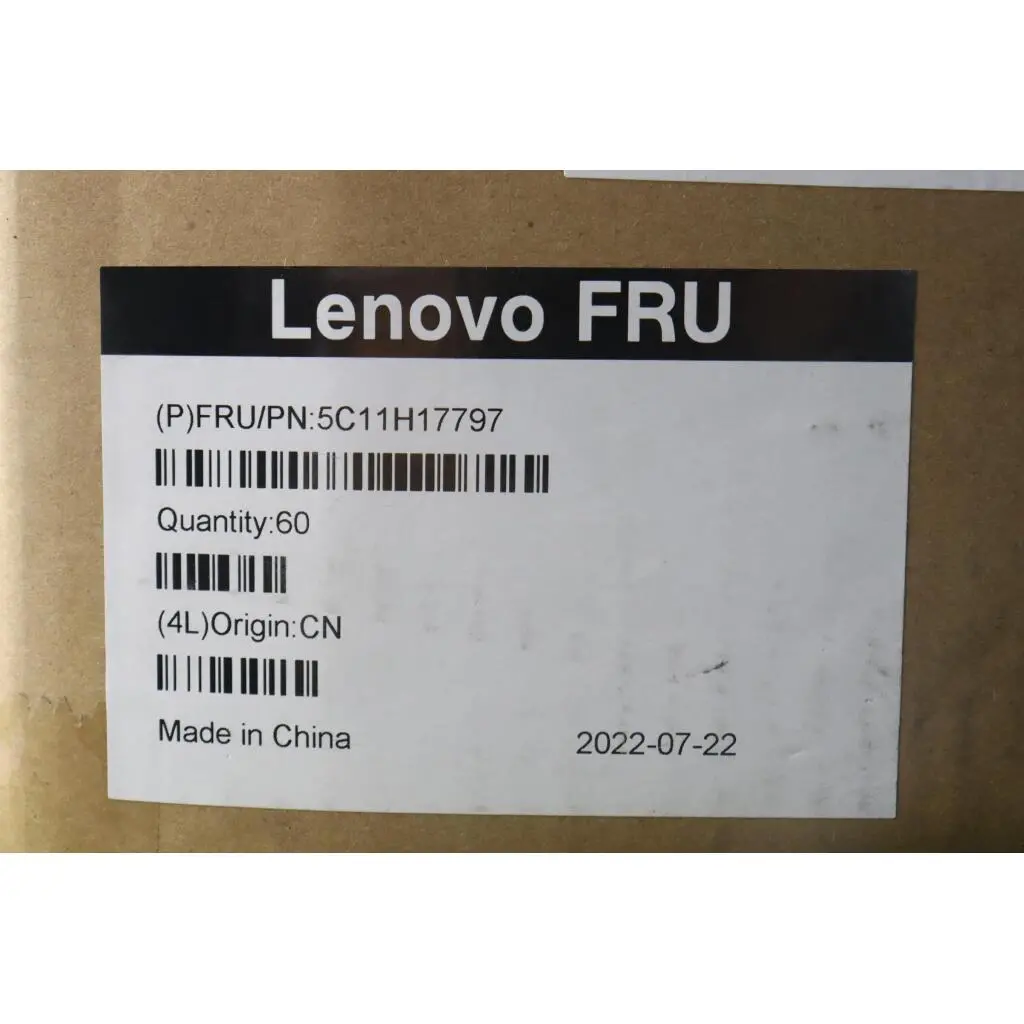 Lenovo FRU
(P)FRU/PN:5C11H17797
Quantity:60
(4L)Origin:CN
Made in China
2022-07-22